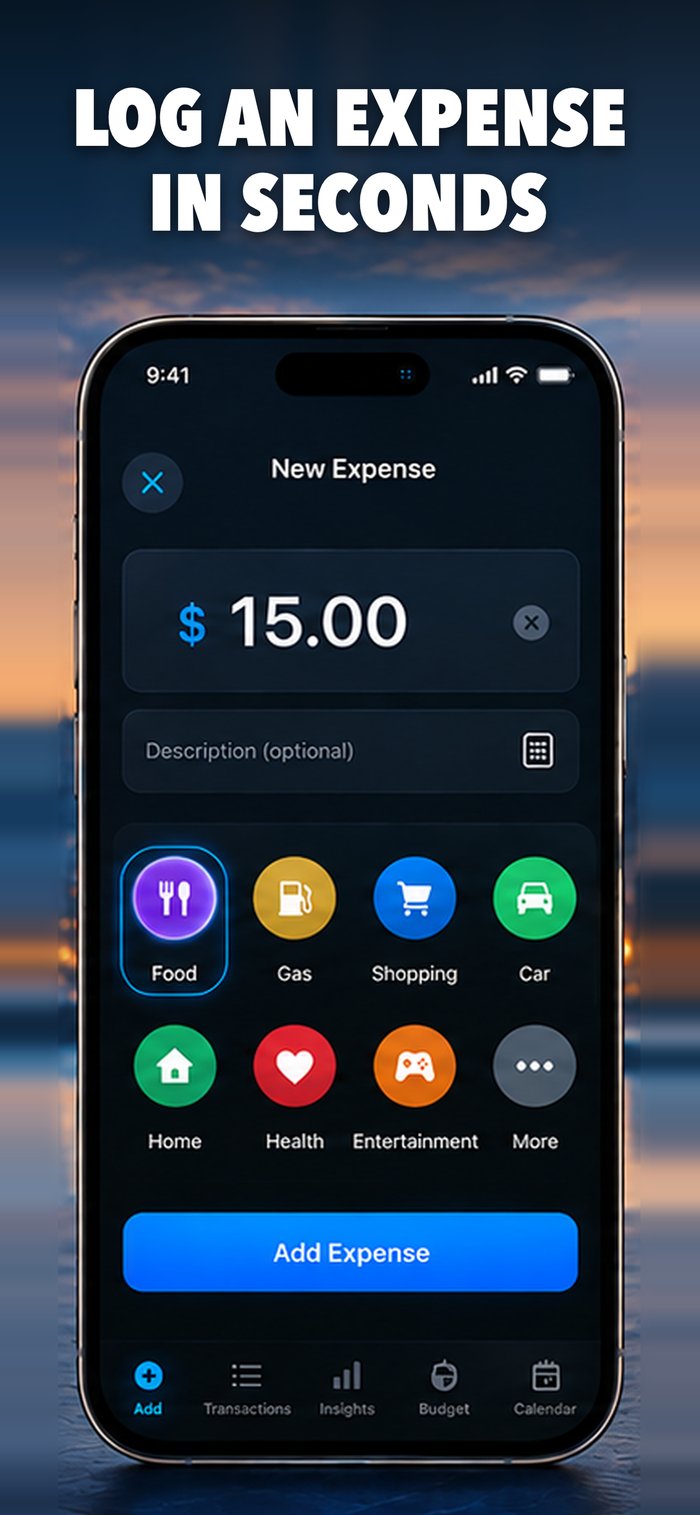 LOG AN EXPENSE
IN SECONDS
9:41
New Expense
$ 15.00
Description (optional)
Food Gas Shopping Car
Home Health Entertainment More
Add Expense
Add Transactions Insights Budget Calendar